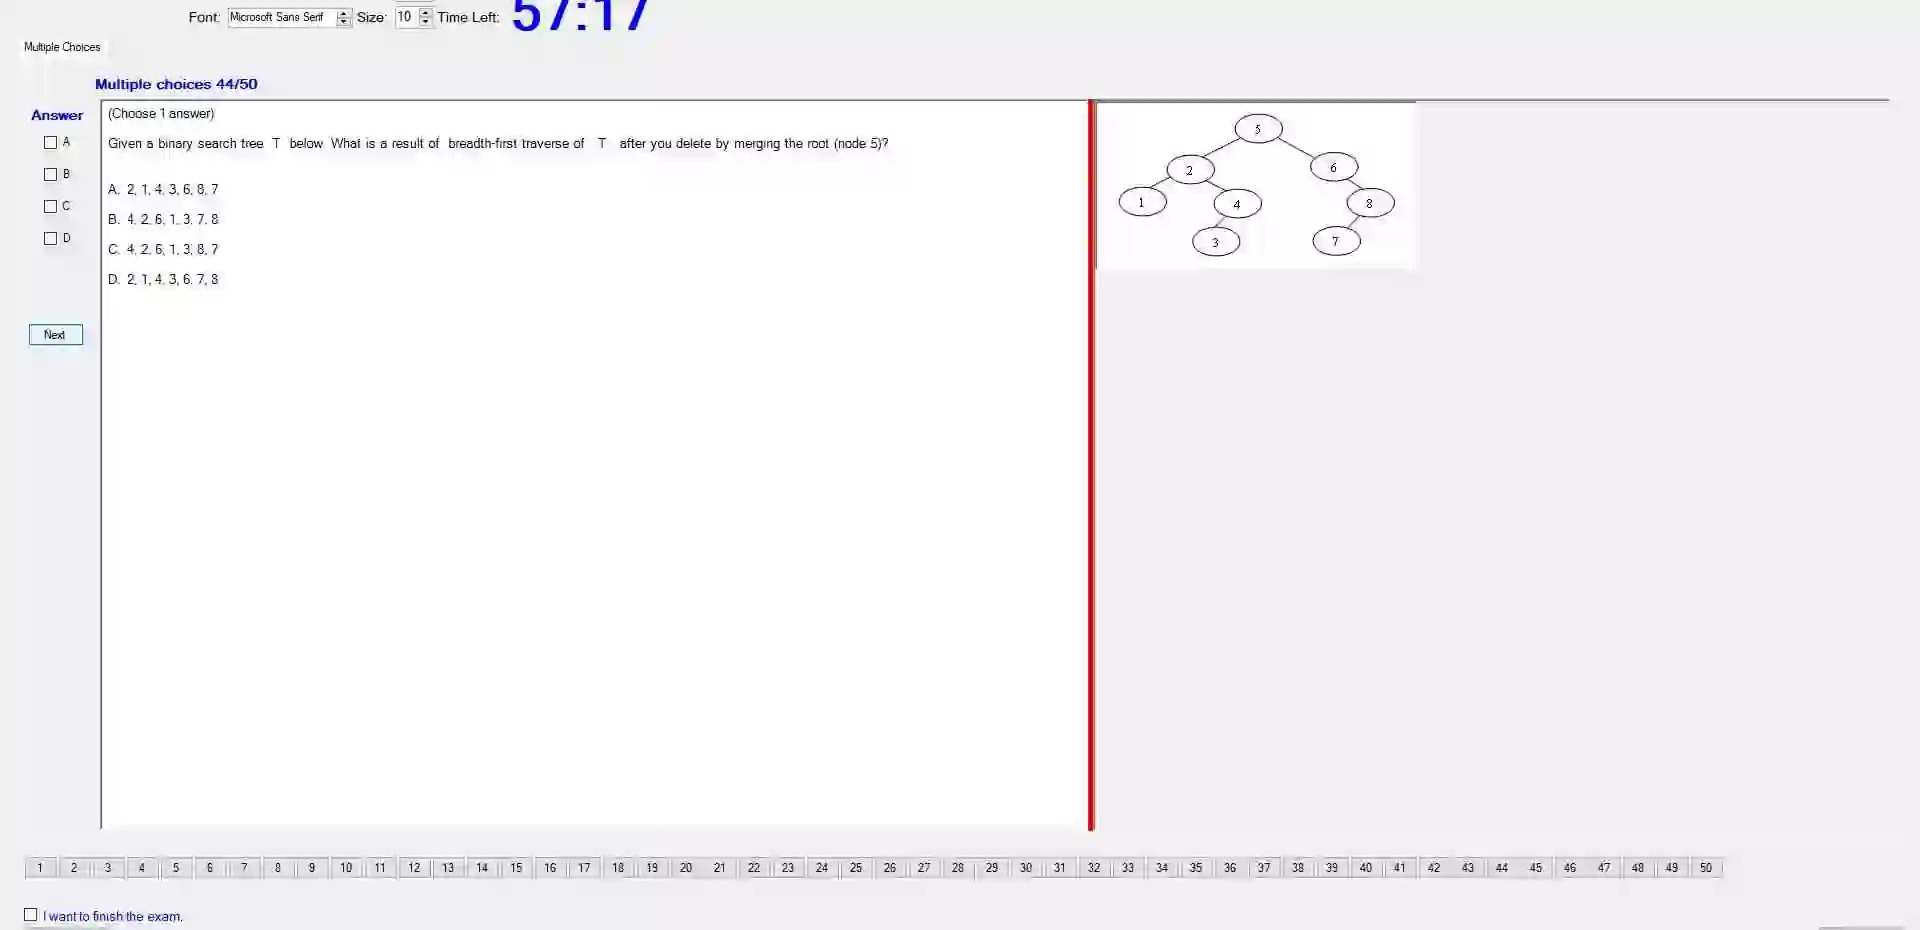 Font: Microsoft Sans Serif Size: 10 Time Left: 57:17
Multiple Choices
Multiple choices 44/50
Answer
A
B
C
D
Next
(Choose 1 answer)
Given a binary search tree T below. What is a result of breadth-first traverse of T after you delete by merging the root (node 5)?
A. 2, 1, 4, 3, 6, 8, 7
B. 4, 2, 6, 1, 3, 7, 8
C. 4, 2, 6, 1, 3, 8, 7
D. 2, 1, 4, 3, 6, 7, 8
5
2 6
1 4 8
3 7
1 2 3 4 5 6 7 8 9 10 11 12 13 14 15 16 17 18 19 20 21 22 23 24 25 26 27 28 29 30 31 32 33 34 35 36 37 38 39 40 41 42 43 44 45 46 47 48 49 50
I want to finish the exam.